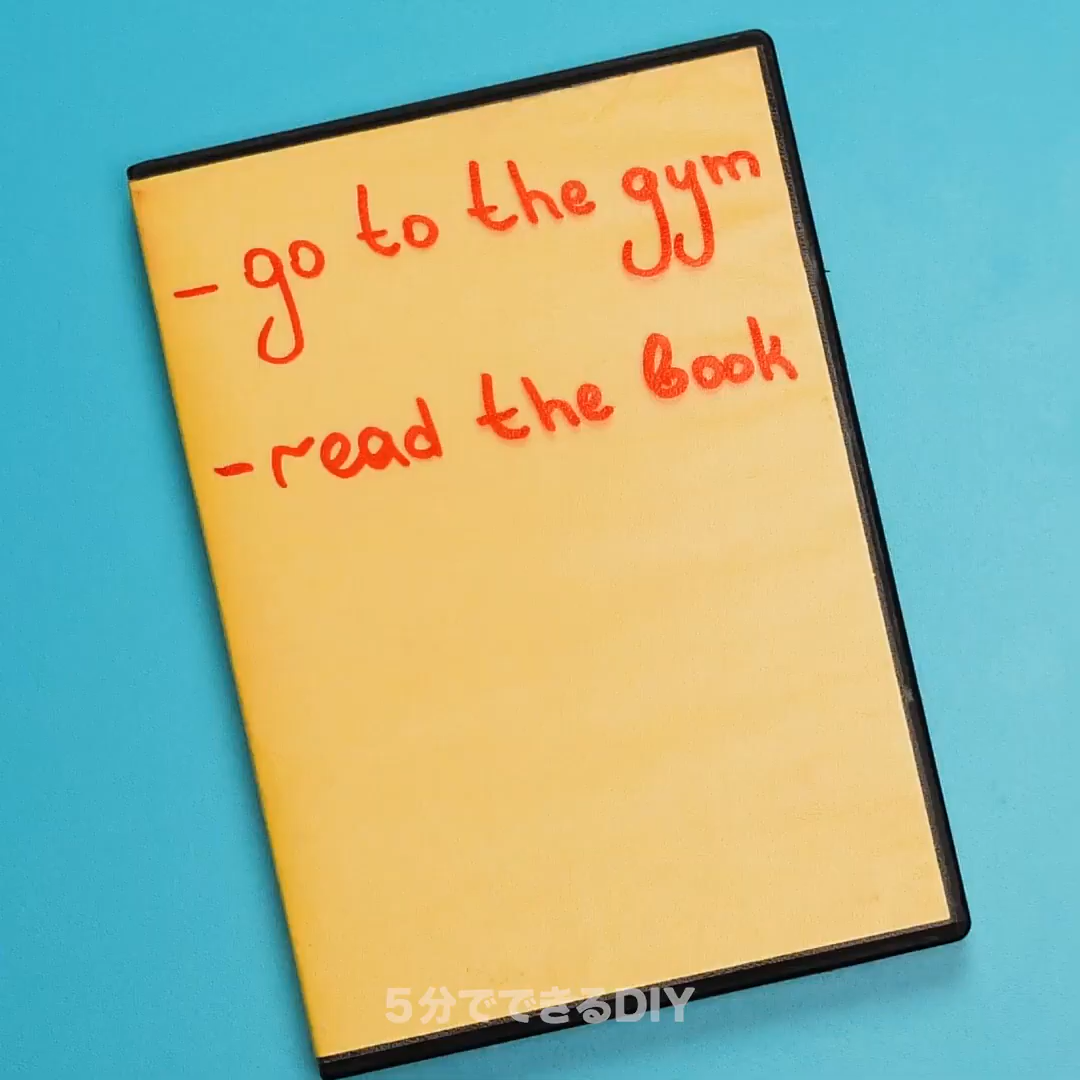 - go to the gym
- read the book
5分でできるDIY